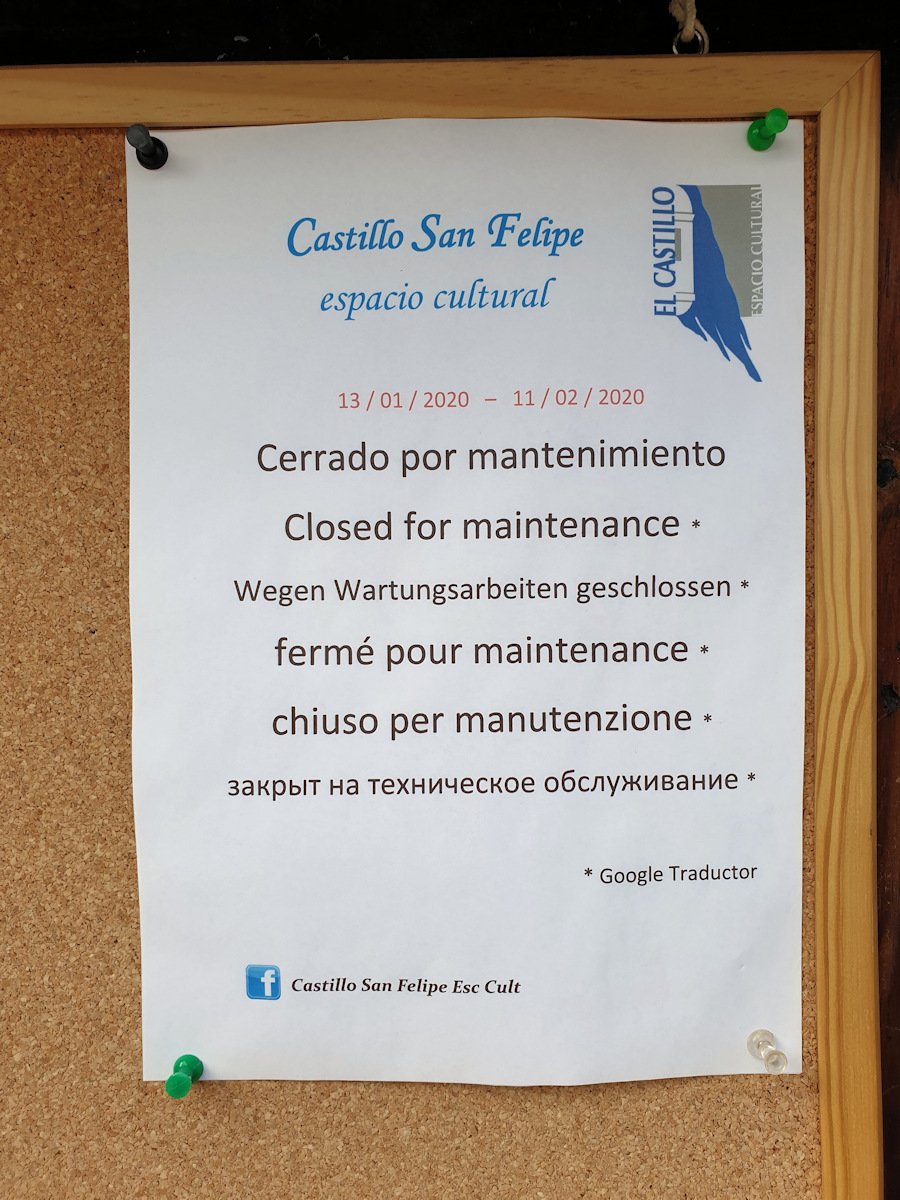 Castillo San Felipe
espacio cultural
EL CASTILLO
ESPACIO CULTURAL
13 / 01 / 2020 – 11 / 02 / 2020
Cerrado por mantenimiento
Closed for maintenance *
Wegen Wartungsarbeiten geschlossen *
fermé pour maintenance *
chiuso per manutenzione *
закрыт на техническое обслуживание *
* Google Traductor
f Castillo San Felipe Esc Cult